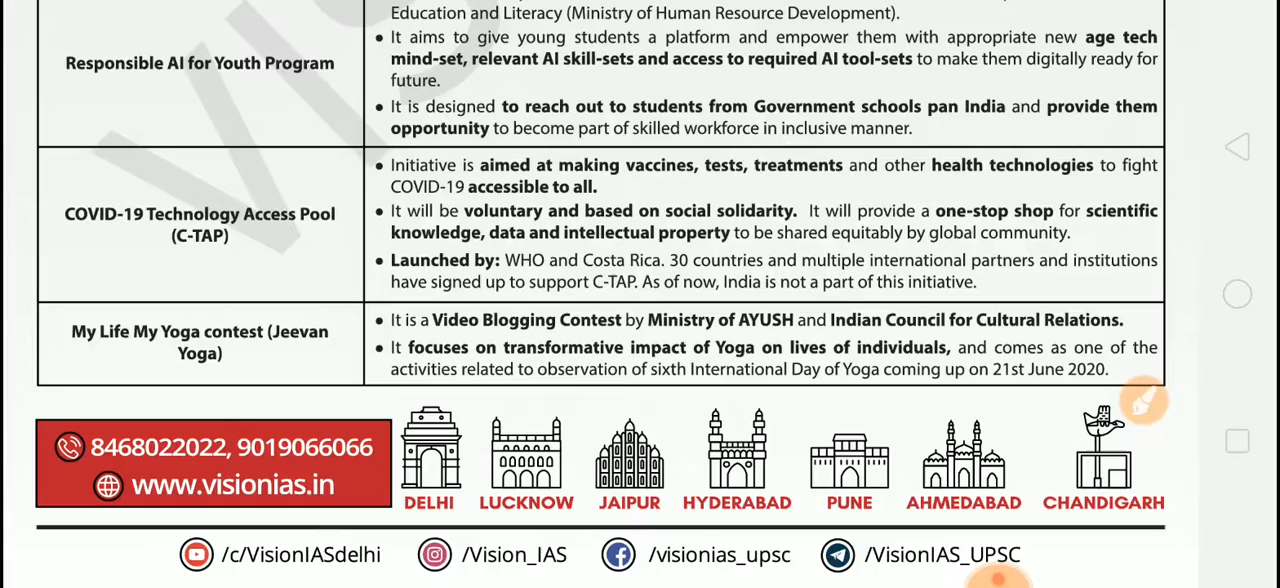 Education and Literacy (Ministry of Human Resource Development).
• It aims to give young students a platform and empower them with appropriate new age tech
mind-set, relevant AI skill-sets and access to required AI tool-sets to make them digitally ready for
future.
Responsible AI for Youth Program
• It is designed to reach out to students from Government schools pan India and provide them
opportunity to become part of skilled workforce in inclusive manner.
COVID-19 Technology Access Pool
(C-TAP)
• Initiative is aimed at making vaccines, tests, treatments and other health technologies to fight
COVID-19 accessible to all.
• It will be voluntary and based on social solidarity. It will provide a one-stop shop for scientific
knowledge, data and intellectual property to be shared equitably by global community.
• Launched by: WHO and Costa Rica. 30 countries and multiple international partners and institutions
have signed up to support C-TAP. As of now, India is not a part of this initiative.
My Life My Yoga contest (Jeevan
Yoga)
• It is a Video Blogging Contest by Ministry of AYUSH and Indian Council for Cultural Relations.
• It focuses on transformative impact of Yoga on lives of individuals, and comes as one of the
activities related to observation of sixth International Day of Yoga coming up on 21st June 2020.
8468022022, 9019066066
www.visionias.in
DELHI LUCKNOW JAIPUR HYDERABAD PUNE AHMEDABAD CHANDIGARH
/c/VisionIASdelhi /Vision_IAS /visionias_upsc /VisionIAS_UPSC